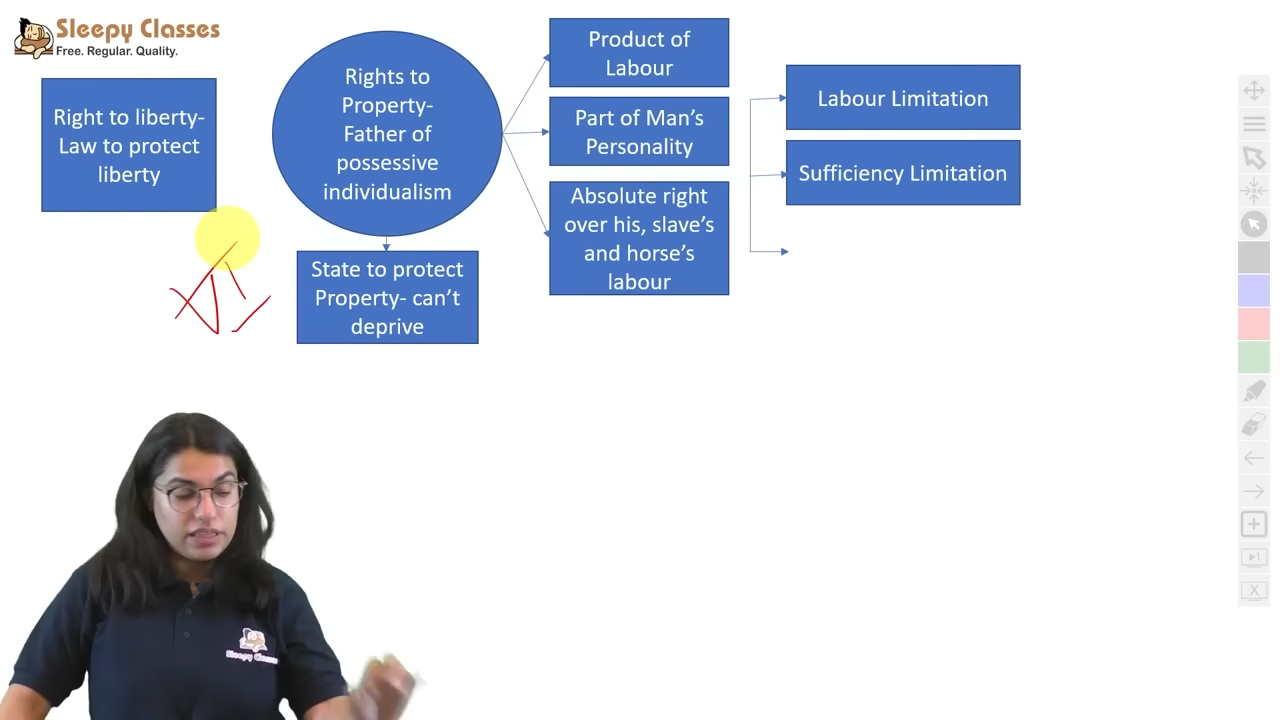 Sleepy Classes
Free. Regular. Quality.
Right to liberty-
Law to protect
liberty
Rights to
Property-
Father of
possessive
individualism
State to protect
Property- can’t
deprive
Product of
Labour
Part of Man’s
Personality
Absolute right
over his, slave’s
and horse’s
labour
Labour Limitation
Sufficiency Limitation
Sleepy Classes